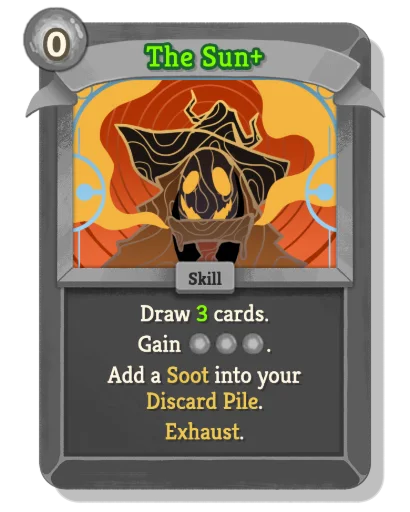 0
The Sun+
Skill
Draw 3 cards.
Gain .
Add a Soot into your
Discard Pile.
Exhaust.